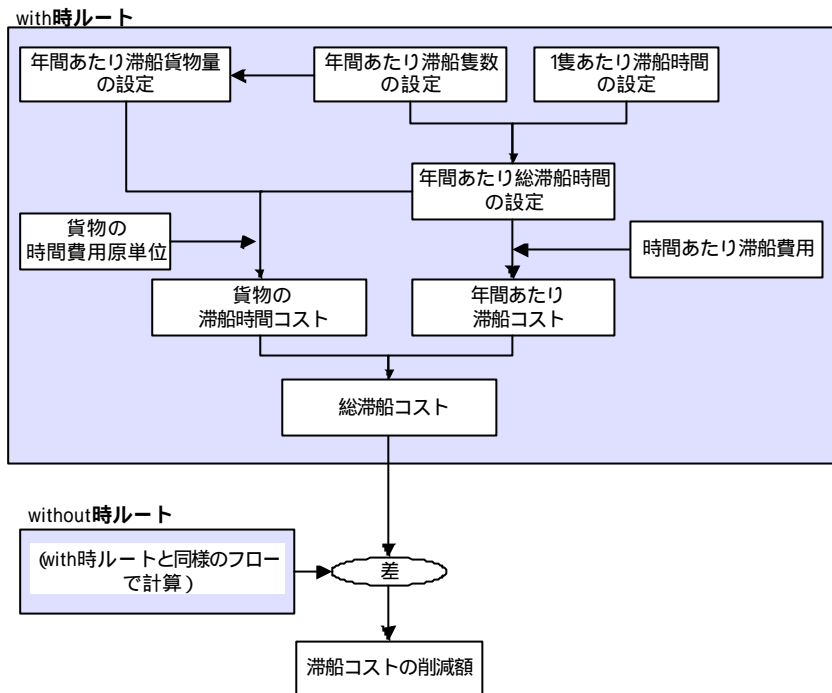 with時ルート
年間あたり滞船貨物量
の設定
年間あたり滞船隻数
の設定
1隻あたり滞船時間
の設定
年間あたり総滞船時間
の設定
貨物の
時間費用原単位
時間あたり滞船費用
貨物の
滞船時間コスト
年間あたり
滞船コスト
総滞船コスト
without時ルート
(with時ルートと同様のフロー
で計算)
差
滞船コストの削減額